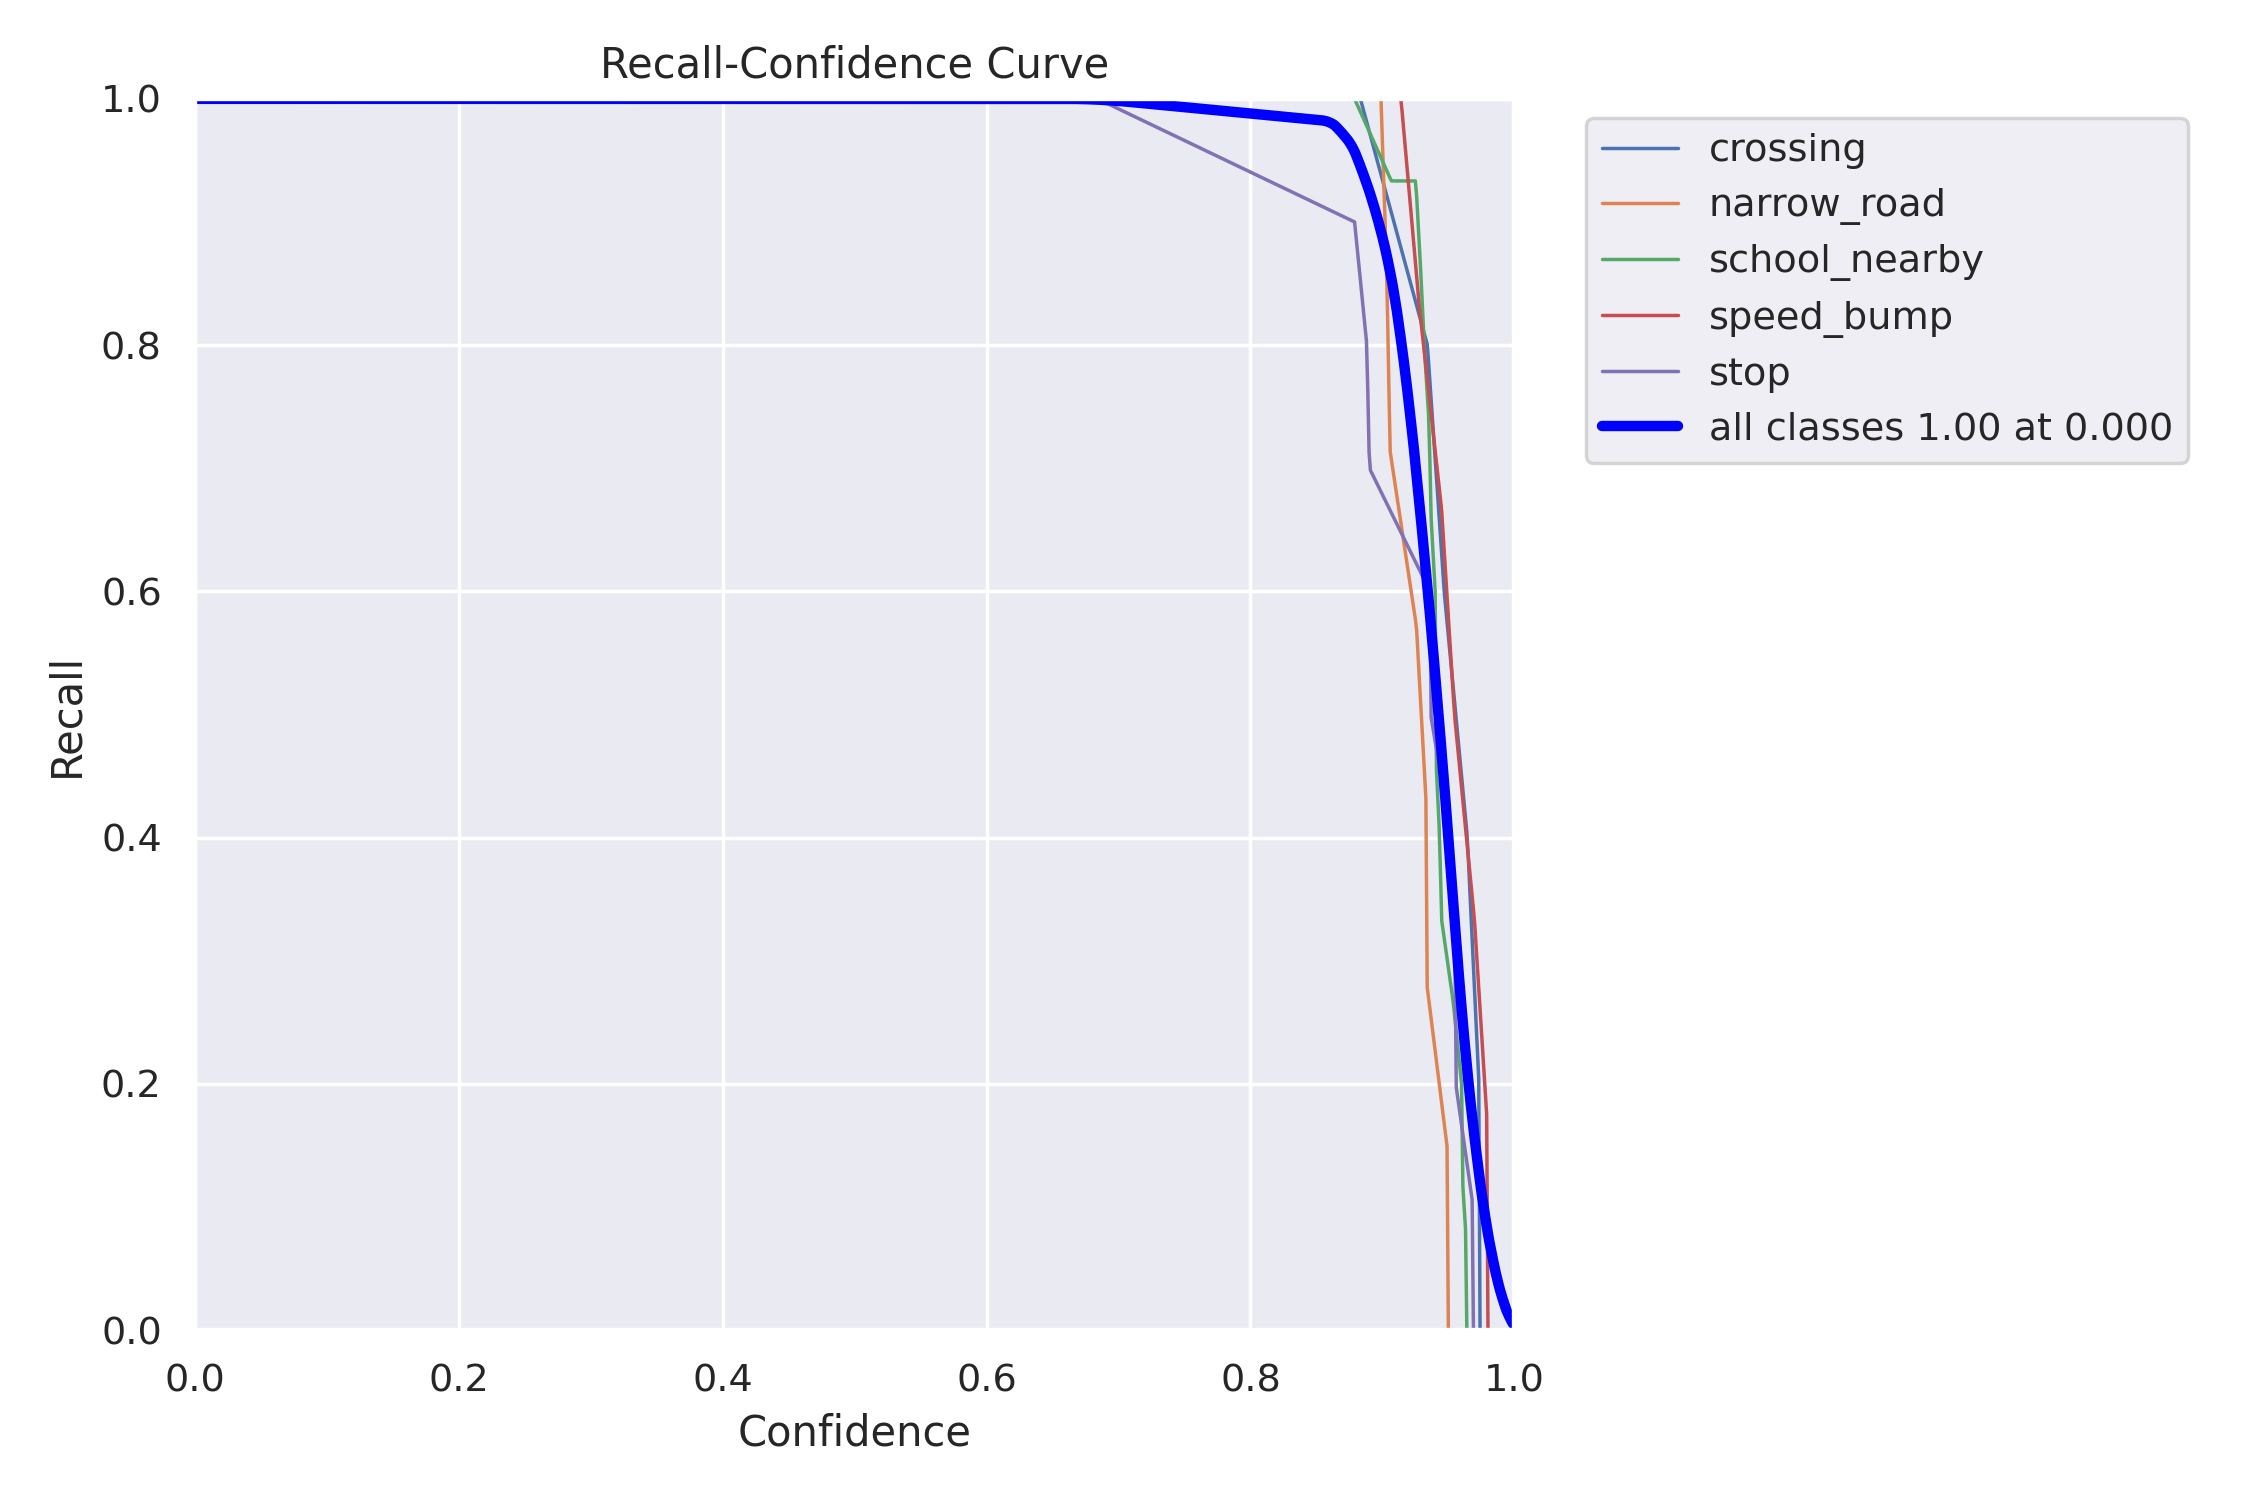 Recall-Confidence Curve
1.0
0.8
0.6
0.4
0.2
0.0
Recall
0.0 0.2 0.4 0.6 0.8 1.0
Confidence
crossing
narrow_road
school_nearby
speed_bump
stop
all classes 1.00 at 0.000